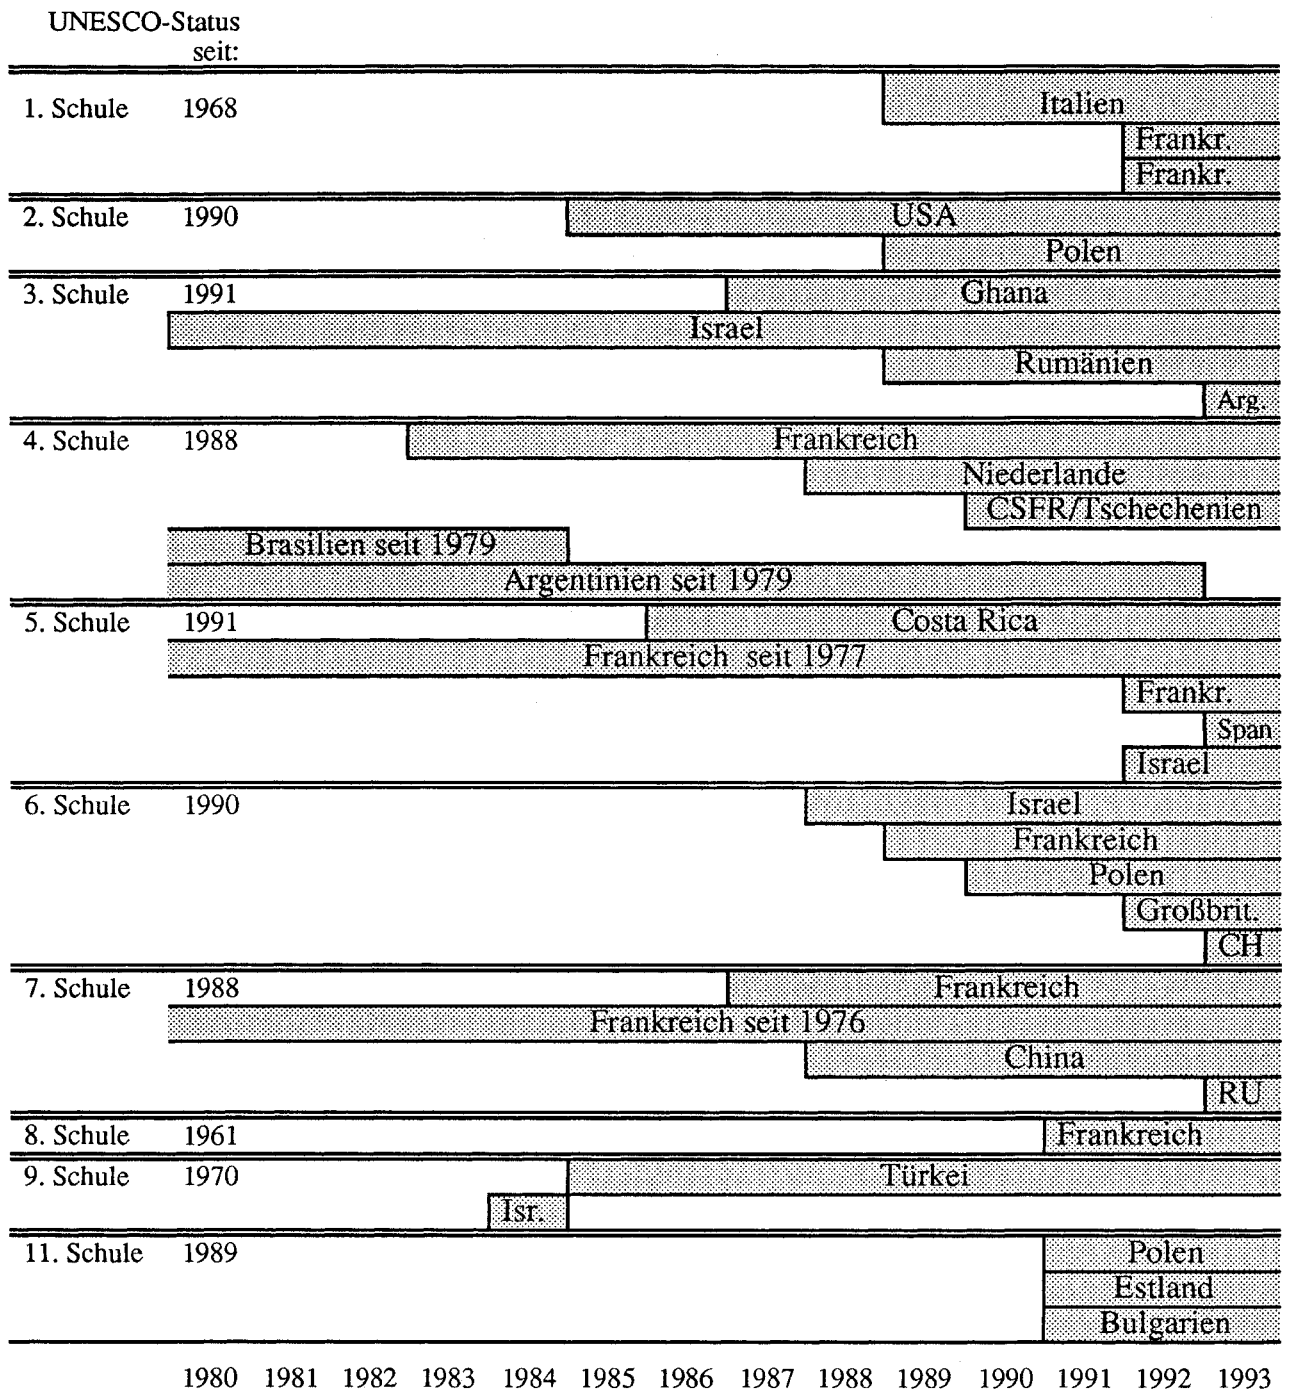 UNESCO-Status
seit:
1. Schule 1968 Italien
Frankr.
Frankr.
2. Schule 1990 USA
Polen
3. Schule 1991 Ghana
Israel
Rumänien
Arg.
4. Schule 1988 Frankreich
Niederlande
CSFR/Tschechenien
Brasilien seit 1979
Argentinien seit 1979
5. Schule 1991 Costa Rica
Frankreich seit 1977
Frankr.
Span
Israel
6. Schule 1990 Israel
Frankreich
Polen
Großbrit.
CH
7. Schule 1988 Frankreich
Frankreich seit 1976
China
RU
8. Schule 1961 Frankreich
9. Schule 1970 Türkei
Isr.
11. Schule 1989 Polen
Estland
Bulgarien
1980 1981 1982 1983 1984 1985 1986 1987 1988 1989 1990 1991 1992 1993